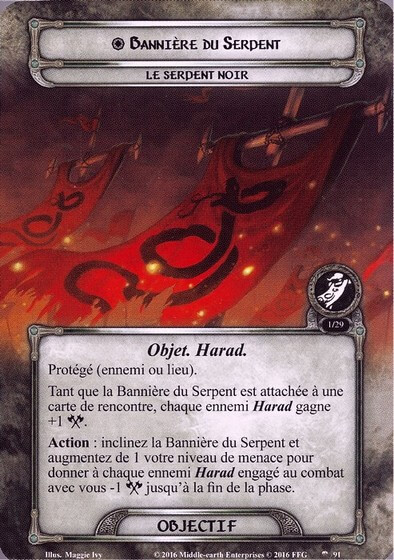 Bannière du Serpent
LE SERPENT NOIR
1/29
Objet. Harad.
Protégé (ennemi ou lieu).
Tant que la Bannière du Serpent est attachée à une
carte de rencontre, chaque ennemi Harad gagne
+1 .
Action : inclinez la Bannière du Serpent et
augmentez de 1 votre niveau de menace pour
donner à chaque ennemi Harad engagé au combat
avec vous -1 jusqu'à la fin de la phase.
OBJECTIF
Illus. Maggie Ivy © 2016 Middle-earth Enterprises © 2016 FFG 91